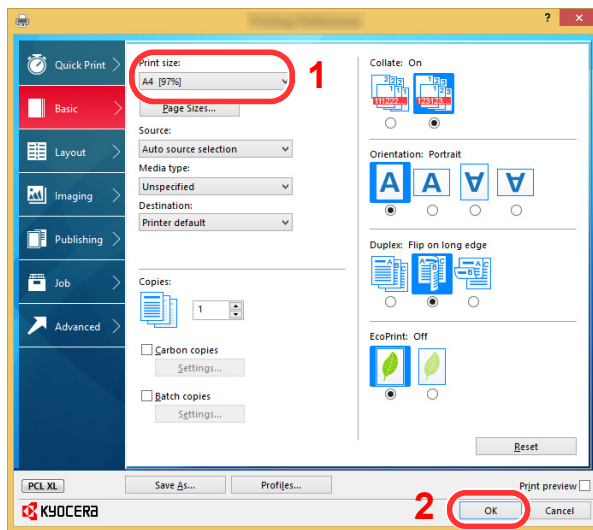 ?
Quick Print
Basic
Layout
Imaging
Publishing
Job
Advanced
Print size:
1
A4 [97%]
Page Sizes...
Source:
Auto source selection
Media type:
Unspecified
Destination:
Printer default
Copies:
1
Carbon copies
Settings...
Batch copies
Settings...
Collate: On
111222...
123123...
Orientation: Portrait
A A A A
Duplex: Flip on long edge
A B C
A B C
A B C
EcoPrint: Off
Reset
PCL XL
Save As...
Profiles...
Print preview
KYOCERA
2
OK
Cancel